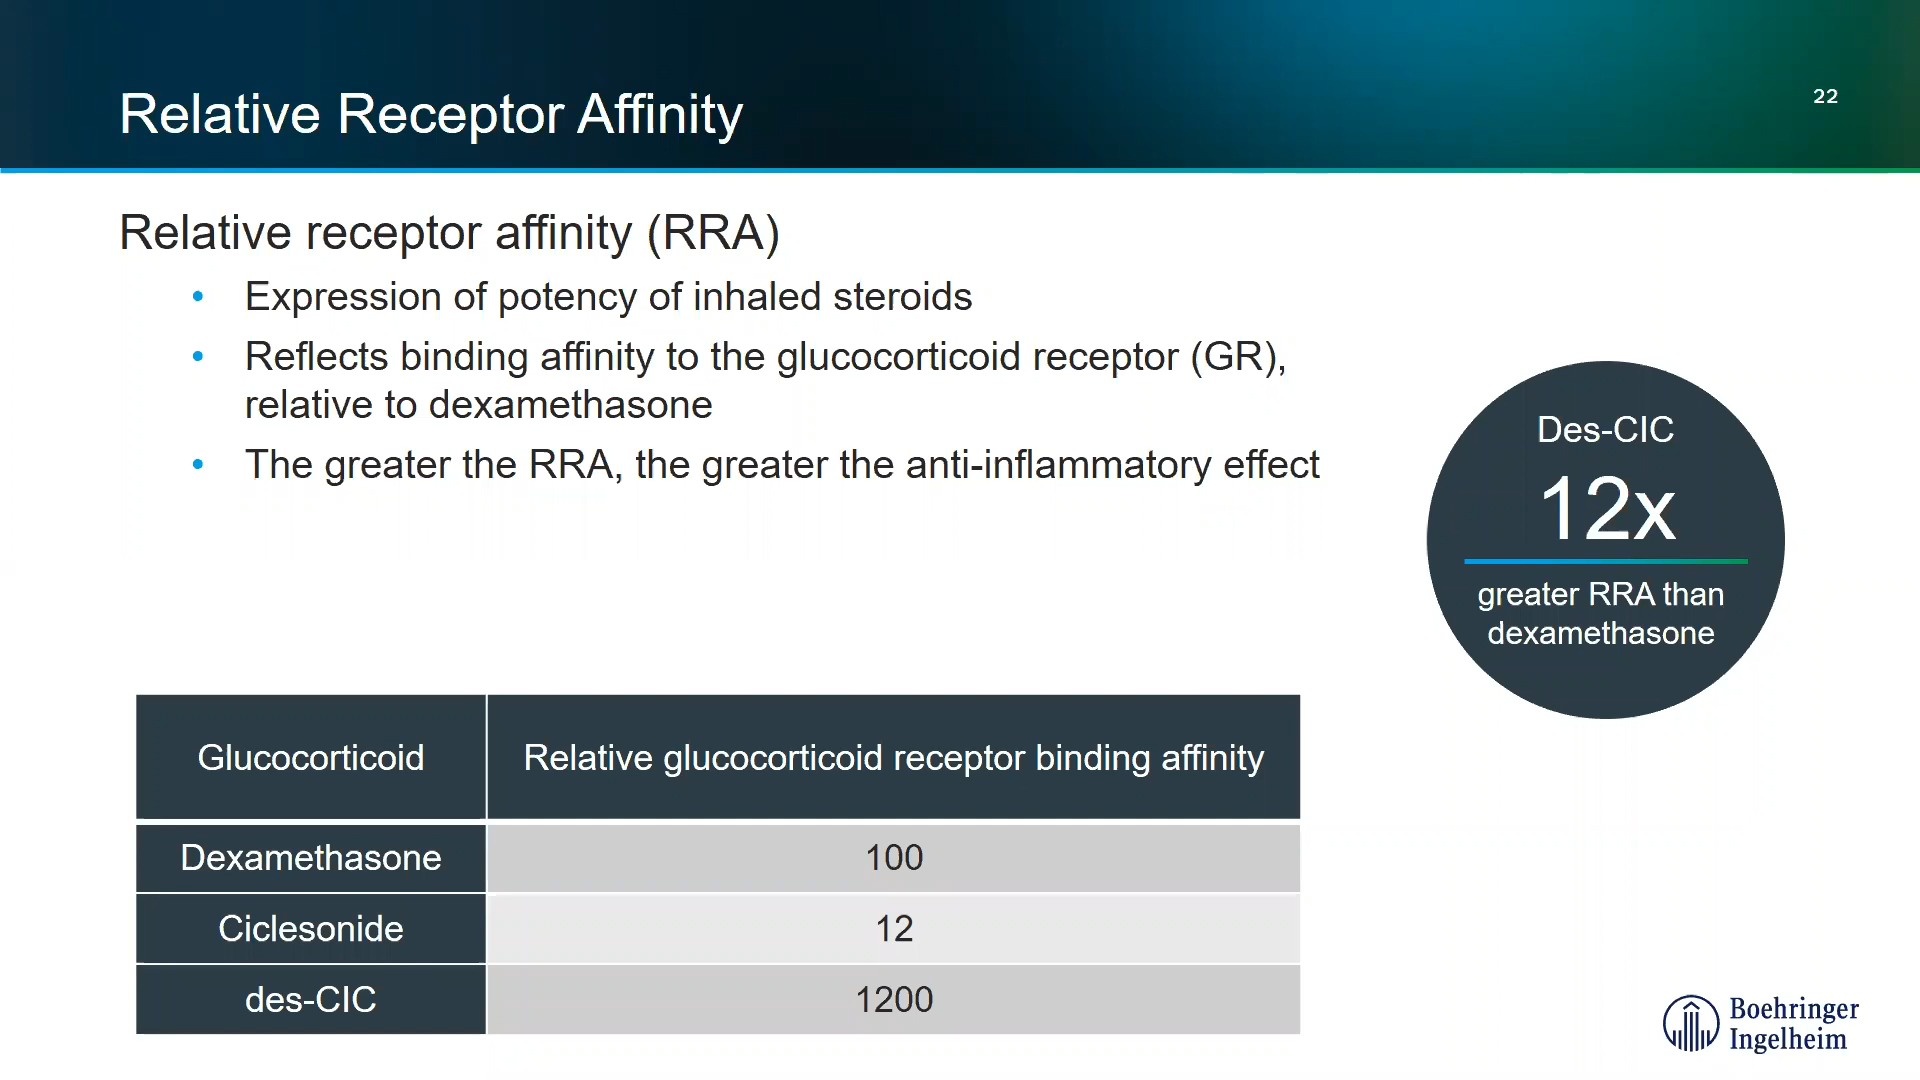 Relative Receptor Affinity
22
Relative receptor affinity (RRA)
• Expression of potency of inhaled steroids
• Reflects binding affinity to the glucocorticoid receptor (GR),
relative to dexamethasone
• The greater the RRA, the greater the anti-inflammatory effect
Des-CIC
12x
greater RRA than
dexamethasone
Glucocorticoid Relative glucocorticoid receptor binding affinity
Dexamethasone 100
Ciclesonide 12
des-CIC 1200
Boehringer
Ingelheim